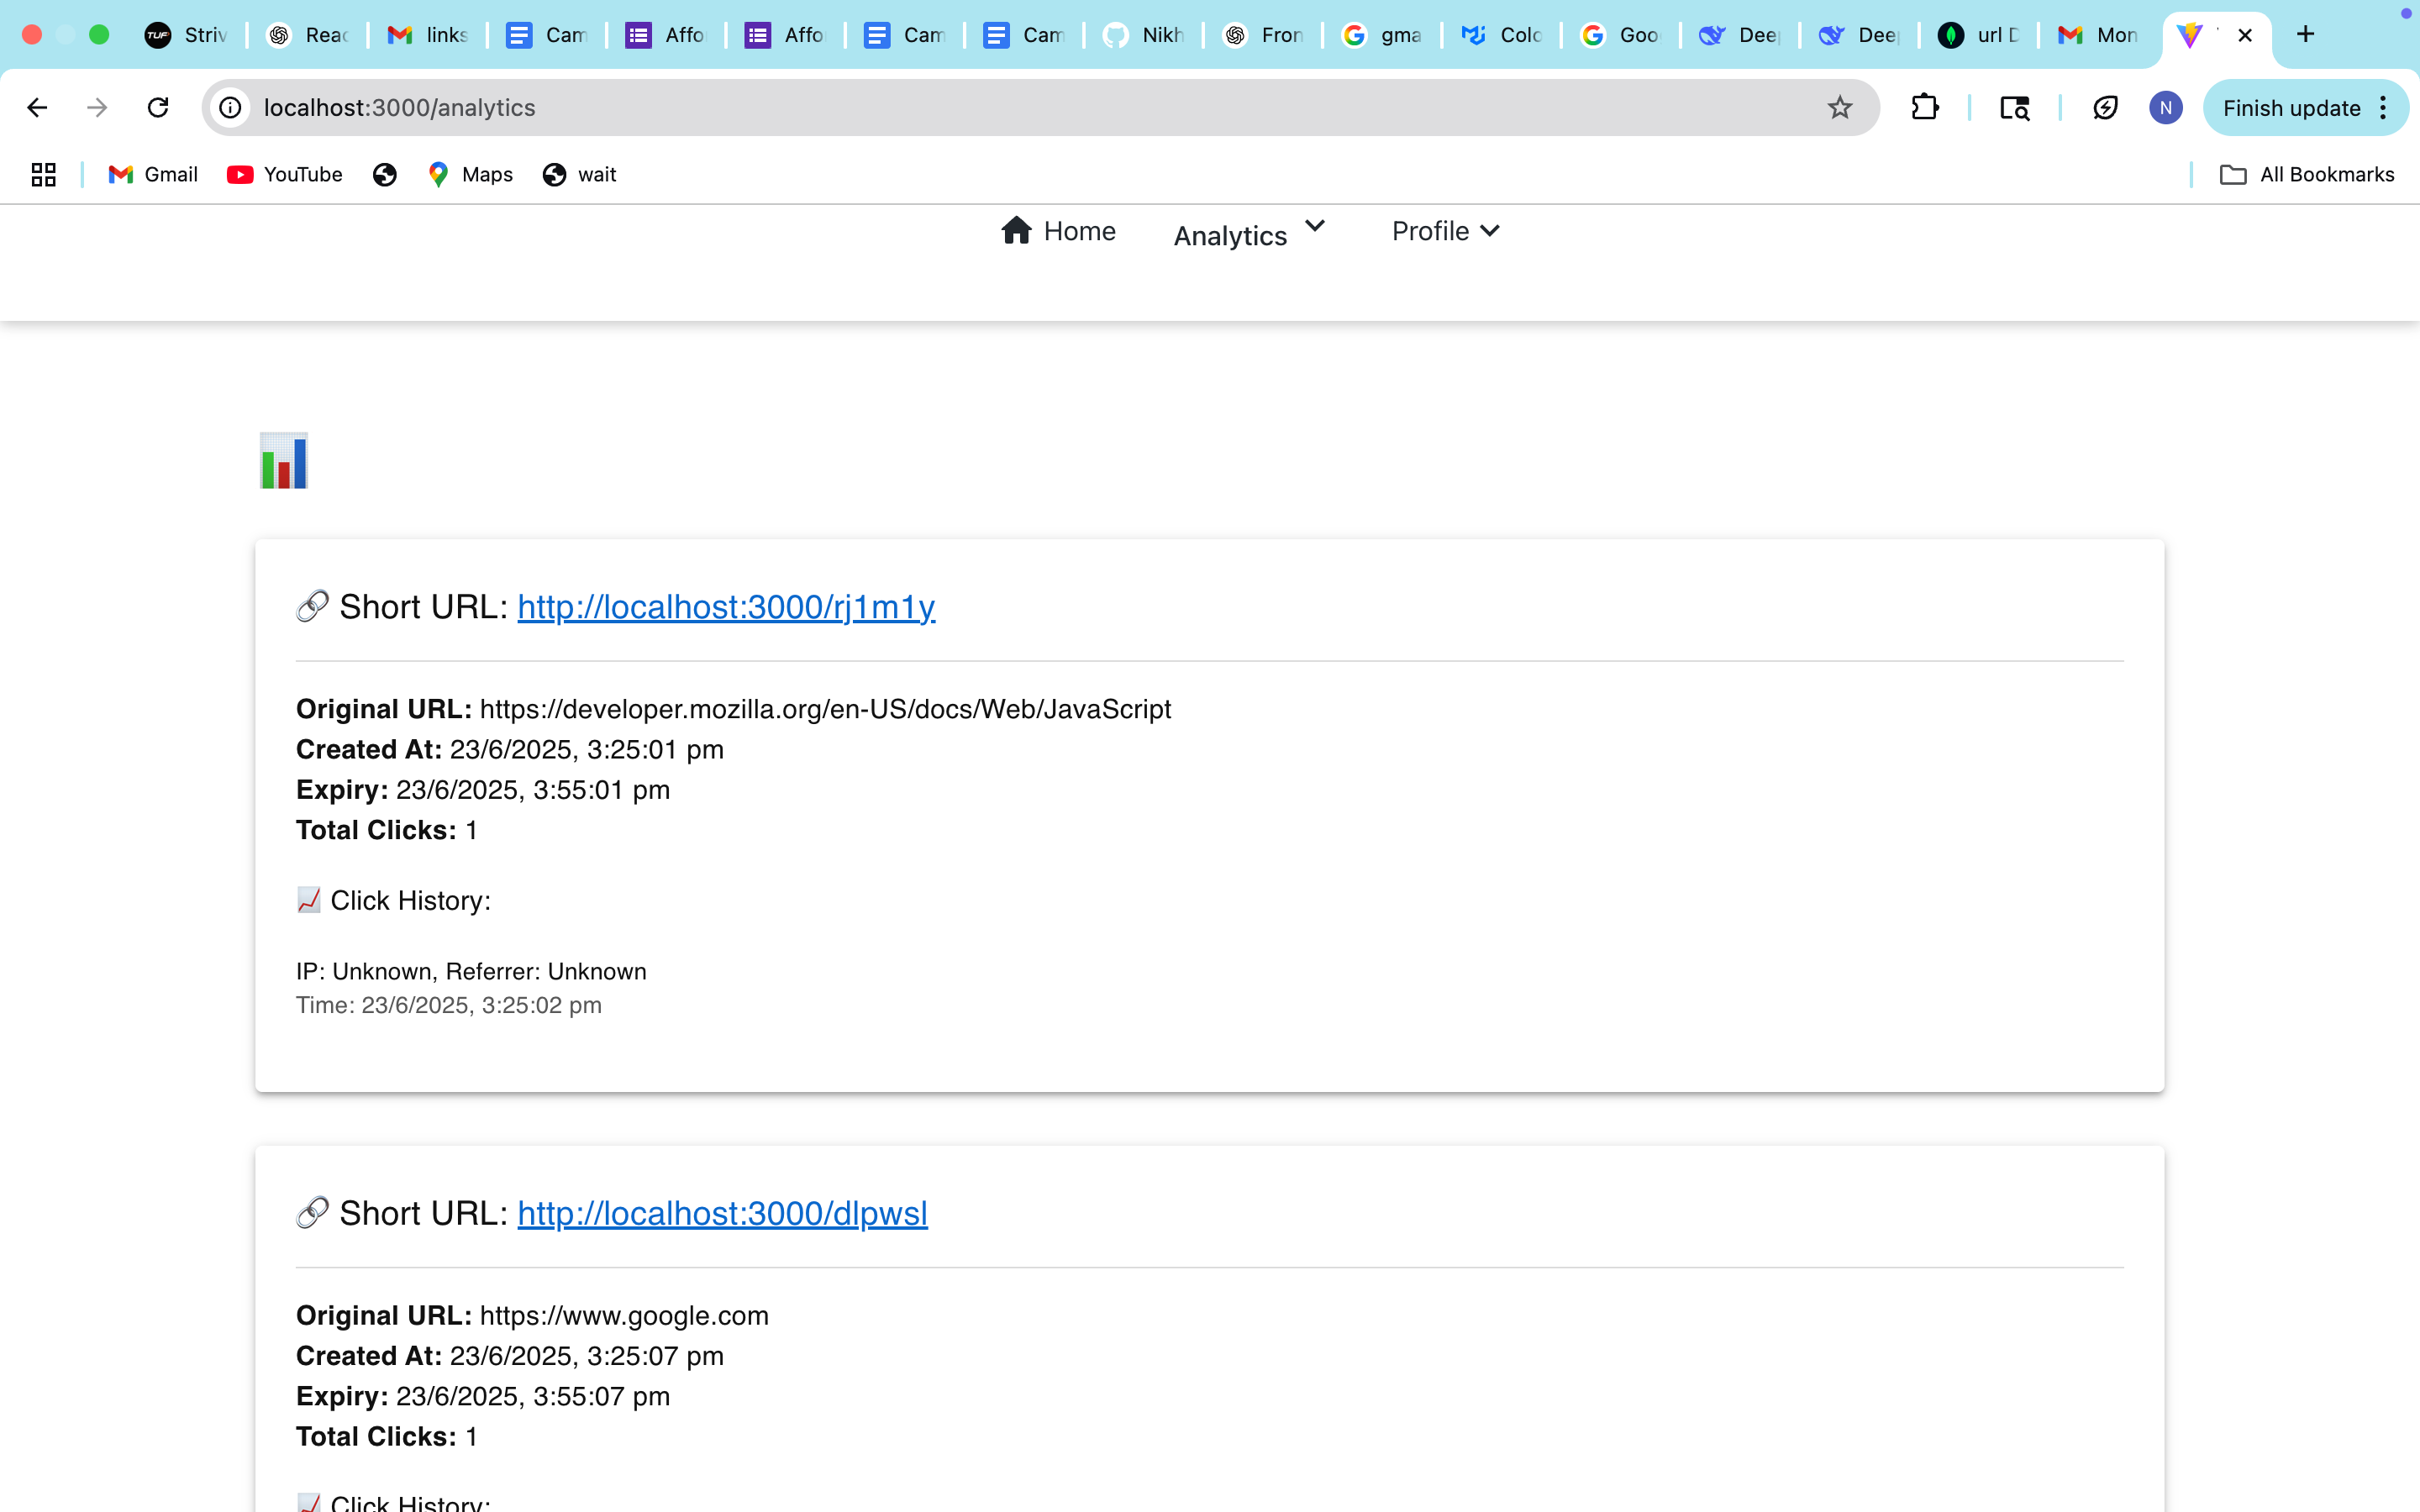 TUF Striv
Reac
links
Cam
Affo
Affo
Cam
Cam
Nikh
Fron
gma
Colo
Goo
Deep
Deep
url D
Mon
localhost:3000/analytics
N
Finish update
Gmail
YouTube
Maps
wait
All Bookmarks
Home
Analytics
Profile
🔗 Short URL: http://localhost:3000/rj1m1y
Original URL: https://developer.mozilla.org/en-US/docs/Web/JavaScript
Created At: 23/6/2025, 3:25:01 pm
Expiry: 23/6/2025, 3:55:01 pm
Total Clicks: 1
📈 Click History:
IP: Unknown, Referrer: Unknown
Time: 23/6/2025, 3:25:02 pm
🔗 Short URL: http://localhost:3000/dlpwsl
Original URL: https://www.google.com
Created At: 23/6/2025, 3:25:07 pm
Expiry: 23/6/2025, 3:55:07 pm
Total Clicks: 1
📈 Click History: